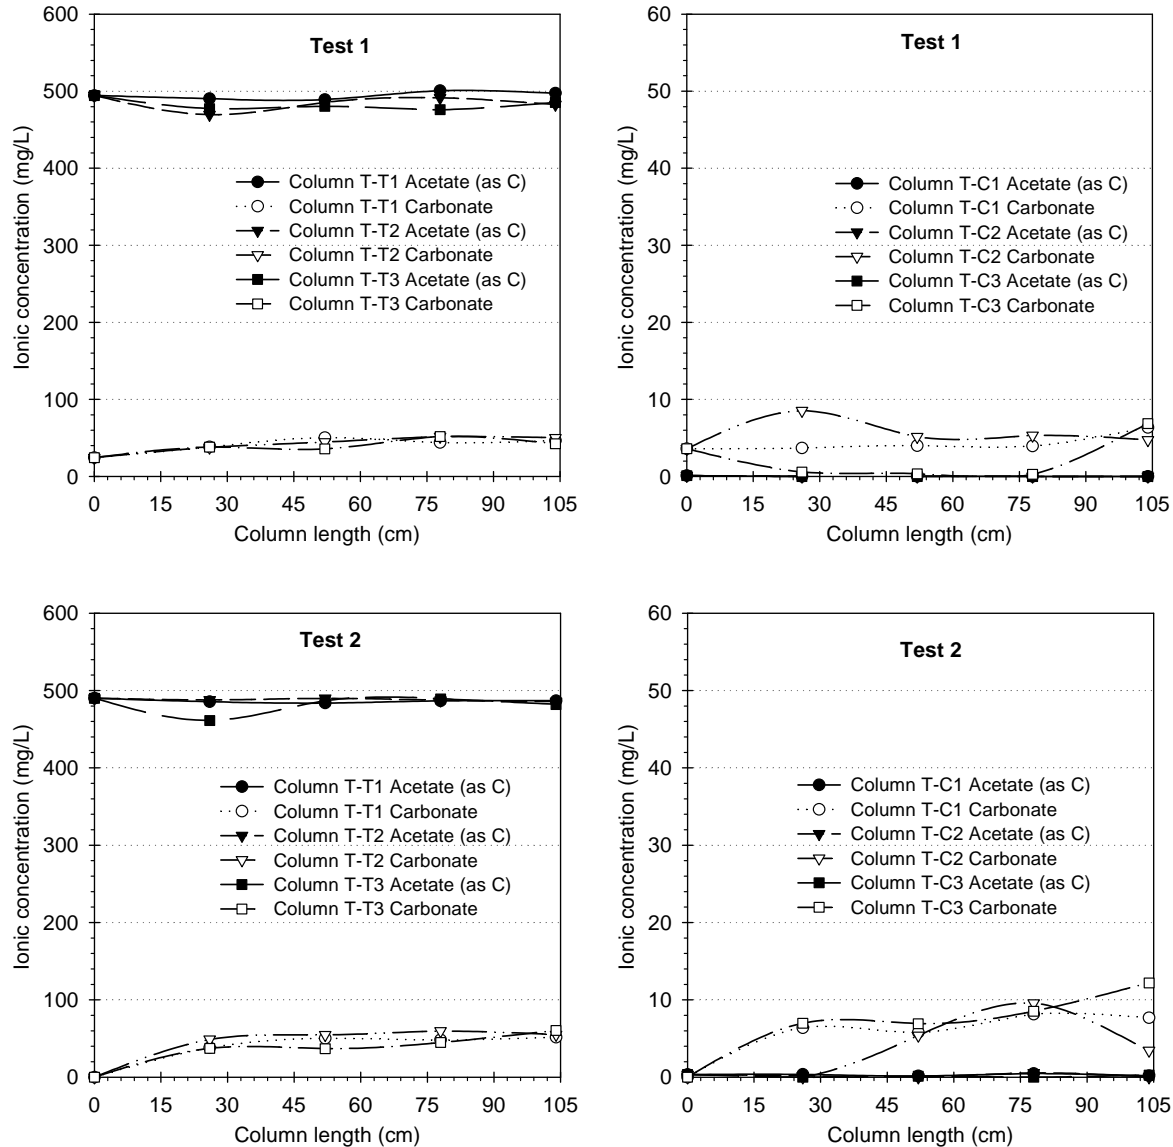 Test 1
Ionic concentration (mg/L)
600
500
400
300
200
100
0
Column T-T1 Acetate (as C)
Column T-T1 Carbonate
Column T-T2 Acetate (as C)
Column T-T2 Carbonate
Column T-T3 Acetate (as C)
Column T-T3 Carbonate
0 15 30 45 60 75 90 105
Column length (cm)
Test 1
Ionic concentration (mg/L)
60
50
40
30
20
10
0
Column T-C1 Acetate (as C)
Column T-C1 Carbonate
Column T-C2 Acetate (as C)
Column T-C2 Carbonate
Column T-C3 Acetate (as C)
Column T-C3 Carbonate
0 15 30 45 60 75 90 105
Column length (cm)
Test 2
Ionic concentration (mg/L)
600
500
400
300
200
100
0
Column T-T1 Acetate (as C)
Column T-T1 Carbonate
Column T-T2 Acetate (as C)
Column T-T2 Carbonate
Column T-T3 Acetate (as C)
Column T-T3 Carbonate
0 15 30 45 60 75 90 105
Column length (cm)
Test 2
Ionic concentration (mg/L)
60
50
40
30
20
10
0
Column T-C1 Acetate (as C)
Column T-C1 Carbonate
Column T-C2 Acetate (as C)
Column T-C2 Carbonate
Column T-C3 Acetate (as C)
Column T-C3 Carbonate
0 15 30 45 60 75 90 105
Column length (cm)